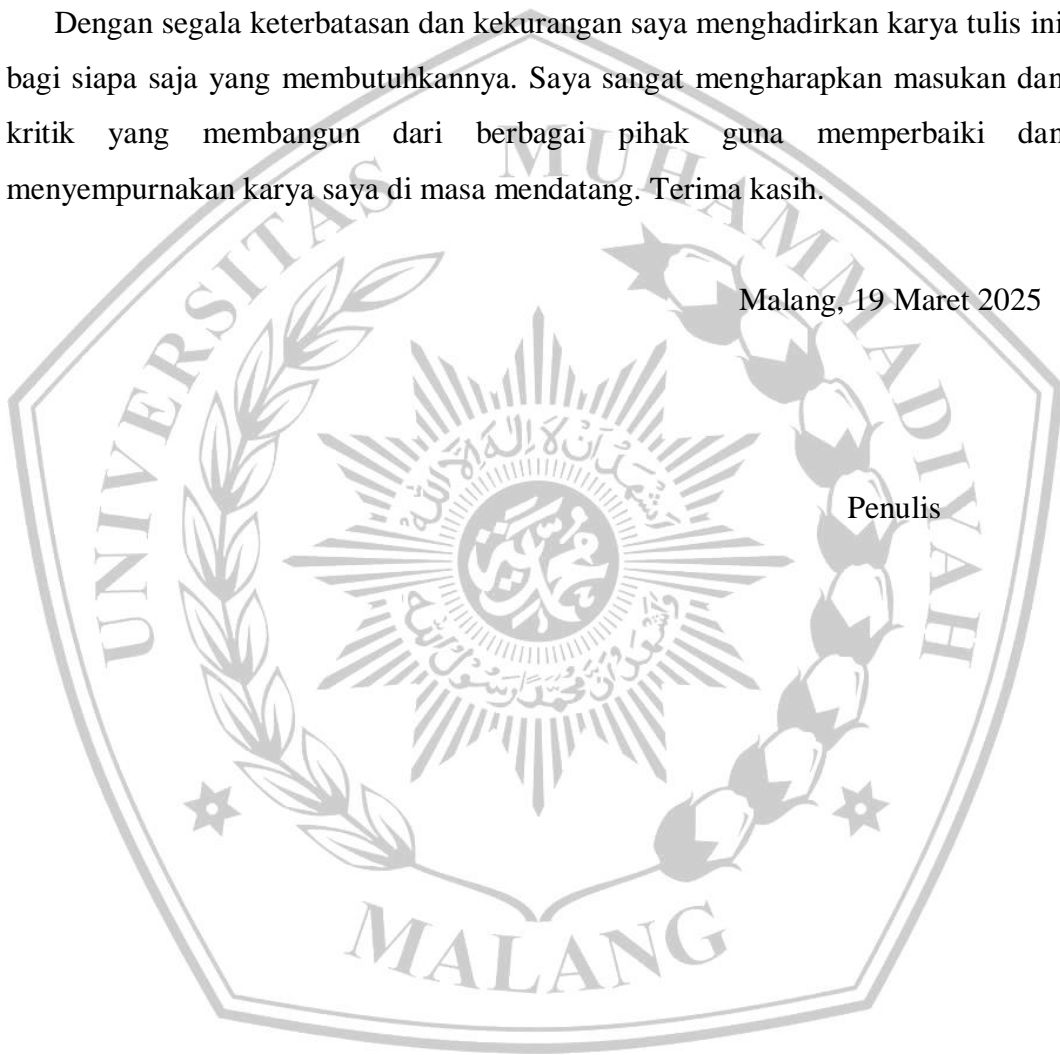 Dengan segala keterbatasan dan kekurangan saya menghadirkan karya tulis ini
bagi siapa saja yang membutuhkannya. Saya sangat mengharapkan masukan dan
kritik yang membangun dari berbagai pihak guna memperbaiki dan
menyempurnakan karya saya di masa mendatang. Terima kasih.
Malang, 19 Maret 2025
Penulis
UNIVERSITAS MUHAMMADIYAH
MALANG